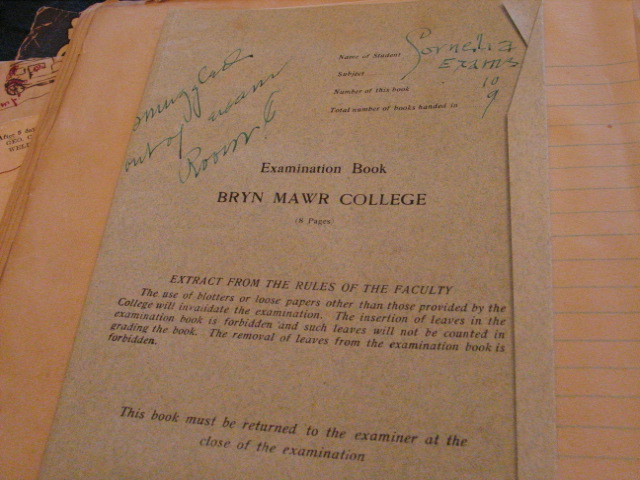 Smuggled
out of exam
Room!
Name of Student Cornelia
Subject Exams
Number of this book 10
Total number of books handed in 9
Examination Book
BRYN MAWR COLLEGE
(8 Pages)
EXTRACT FROM THE RULES OF THE FACULTY
The use of blotters or loose papers other than those provided by the
College will invalidate the examination. The insertion of leaves in the
examination book is forbidden and such leaves will not be counted in
grading the book. The removal of leaves from the examination book is
forbidden.
This book must be returned to the examiner at the
close of the examination
After 5
GEO. C